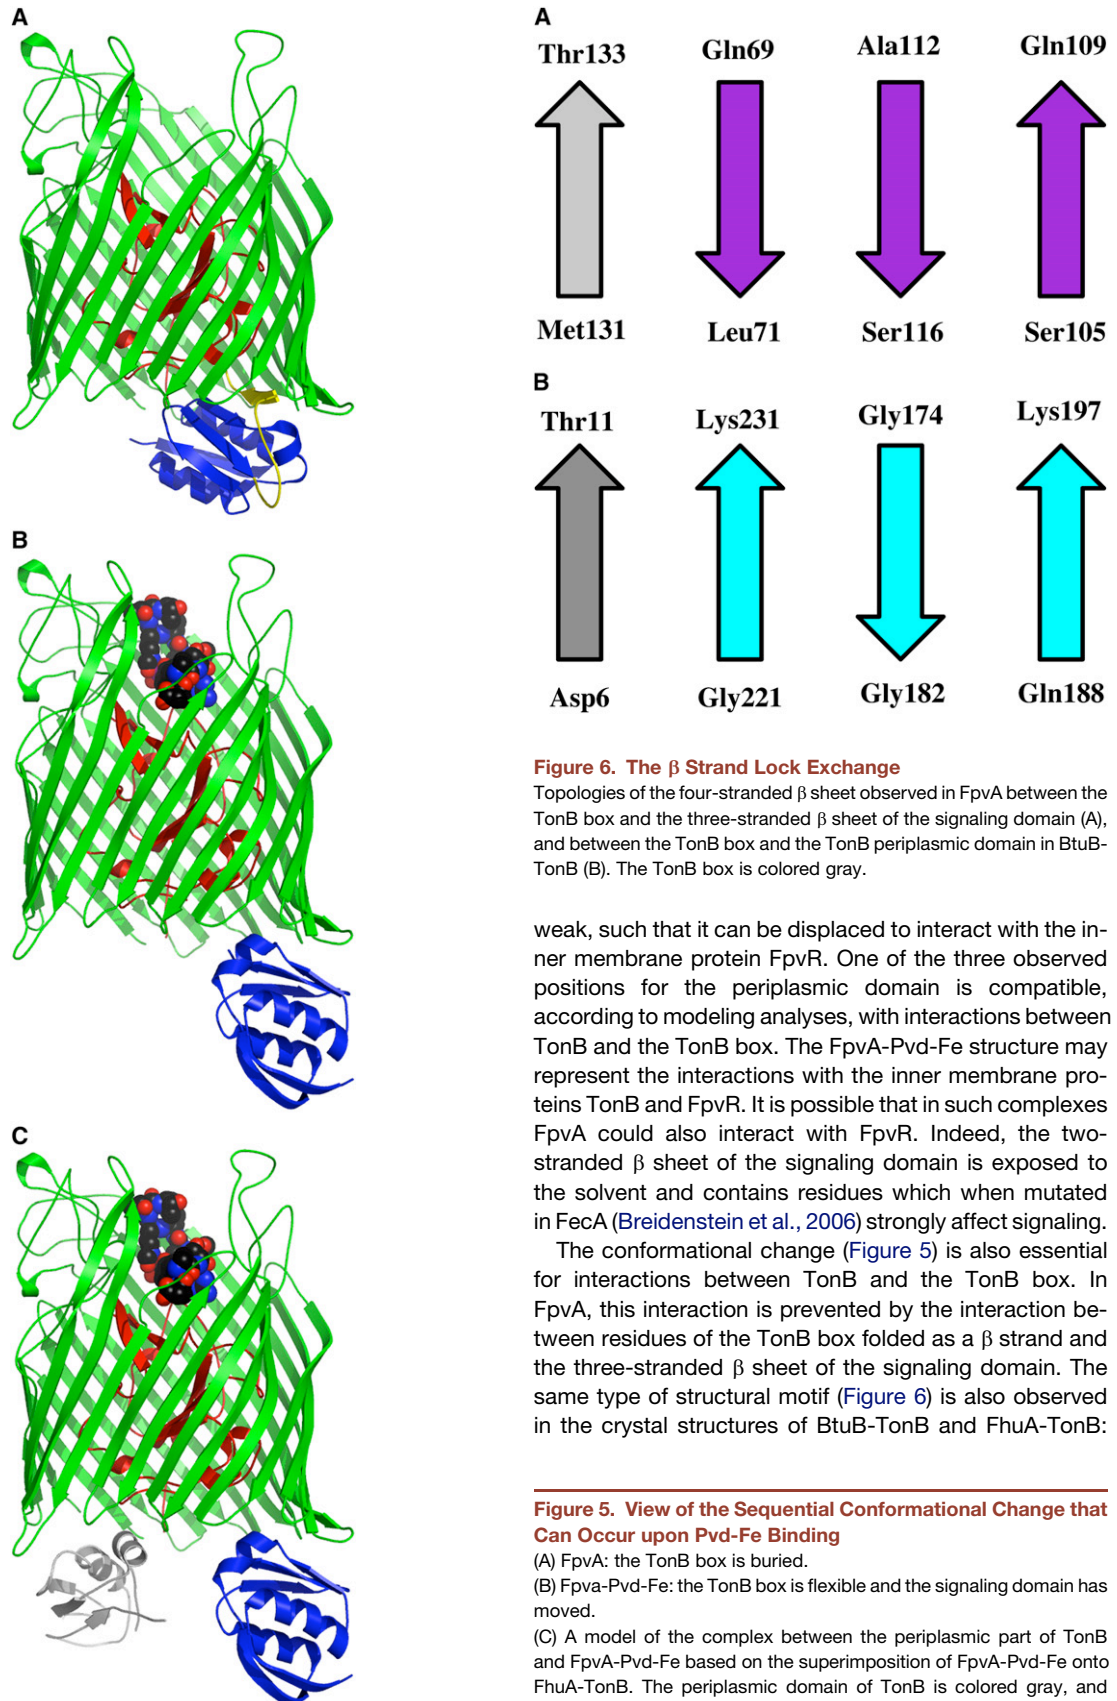 A
B
C
A
Thr133 Gln69 Ala112 Gln109
Met131 Leu71 Ser116 Ser105
B
Thr11 Lys231 Gly174 Lys197
Asp6 Gly221 Gly182 Gln188
Figure 6. The β Strand Lock Exchange
Topologies of the four-stranded β sheet observed in FpvA between the
TonB box and the three-stranded β sheet of the signaling domain (A),
and between the TonB box and the TonB periplasmic domain in BtuB-
TonB (B). The TonB box is colored gray.
weak, such that it can be displaced to interact with the in-
ner membrane protein FpvR. One of the three observed
positions for the periplasmic domain is compatible,
according to modeling analyses, with interactions between
TonB and the TonB box. The FpvA-Pvd-Fe structure may
represent the interactions with the inner membrane pro-
teins TonB and FpvR. It is possible that in such complexes
FpvA could also interact with FpvR. Indeed, the two-
stranded β sheet of the signaling domain is exposed to
the solvent and contains residues which when mutated
in FecA (Breidenstein et al., 2006) strongly affect signaling.
The conformational change (Figure 5) is also essential
for interactions between TonB and the TonB box. In
FpvA, this interaction is prevented by the interaction be-
tween residues of the TonB box folded as a β strand and
the three-stranded β sheet of the signaling domain. The
same type of structural motif (Figure 6) is also observed
in the crystal structures of BtuB-TonB and FhuA-TonB:
Figure 5. View of the Sequential Conformational Change that
Can Occur upon Pvd-Fe Binding
(A) FpvA: the TonB box is buried.
(B) Fpva-Pvd-Fe: the TonB box is flexible and the signaling domain has
moved.
(C) A model of the complex between the periplasmic part of TonB
and FpvA-Pvd-Fe based on the superimposition of FpvA-Pvd-Fe onto
FhuA-TonB. The periplasmic domain of TonB is colored gray, and